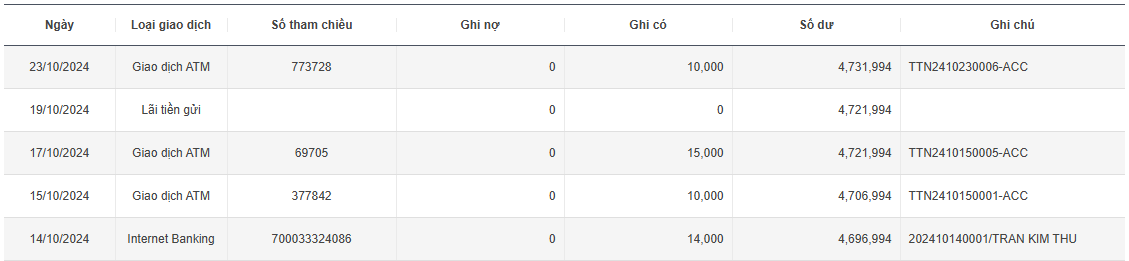 Ngày Loại giao dịch Số tham chiếu Ghi nợ Ghi có Số dư Ghi chú
23/10/2024 Giao dịch ATM 773728 0 10,000 4,731,994 TTN2410230006-ACC
19/10/2024 Lãi tiền gửi 0 0 4,721,994
17/10/2024 Giao dịch ATM 69705 0 15,000 4,721,994 TTN2410150005-ACC
15/10/2024 Giao dịch ATM 377842 0 10,000 4,706,994 TTN2410150001-ACC
14/10/2024 Internet Banking 700033324086 0 14,000 4,696,994 202410140001/TRAN KIM THU